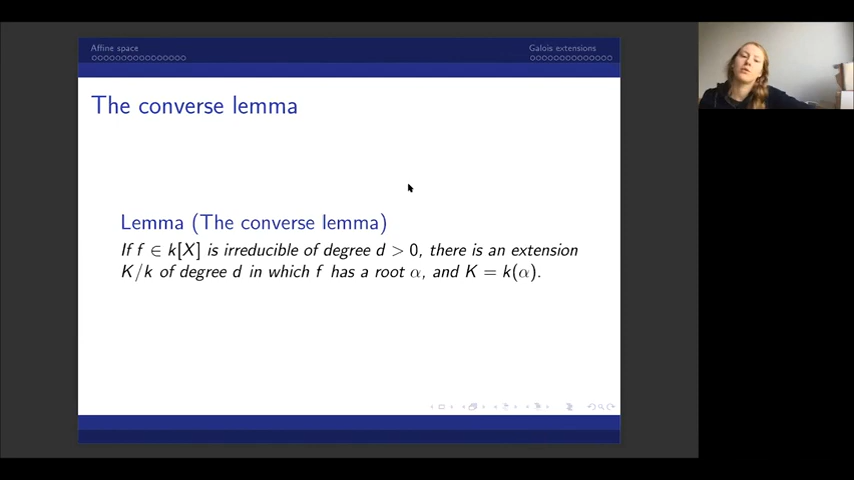 Affine space
Galois extensions
The converse lemma
Lemma (The converse lemma)
If f ∈ k[X] is irreducible of degree d > 0, there is an extension
K/k of degree d in which f has a root α, and K = k(α).